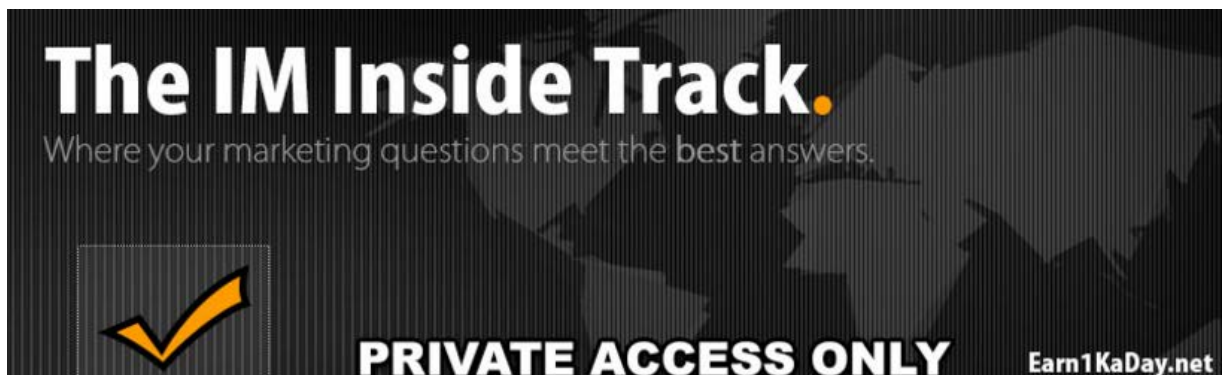 The IM Inside Track.
Where your marketing questions meet the best answers.
PRIVATE ACCESS ONLY
Earn1KaDay.net